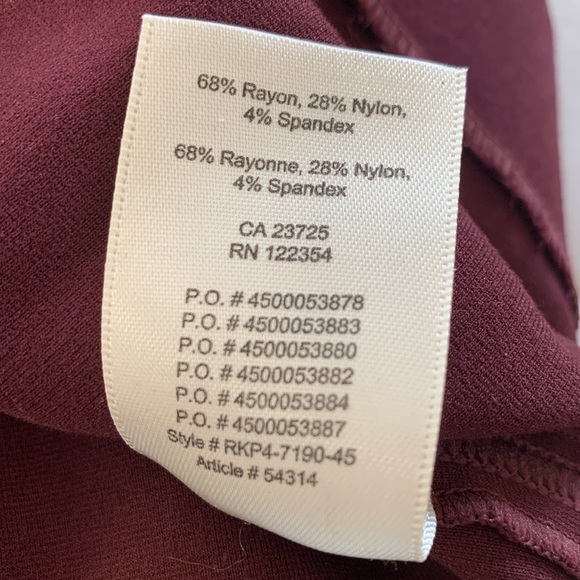 68% Rayon, 28% Nylon,
4% Spandex
68% Rayonne, 28% Nylon,
4% Spandex
CA 23725
RN 122354
P.O. # 4500053878
P.O. # 4500053883
P.O. # 4500053880
P.O. # 4500053882
P.O. # 4500053884
P.O. # 4500053887
Style # RKP4-7190-45
Article # 54314